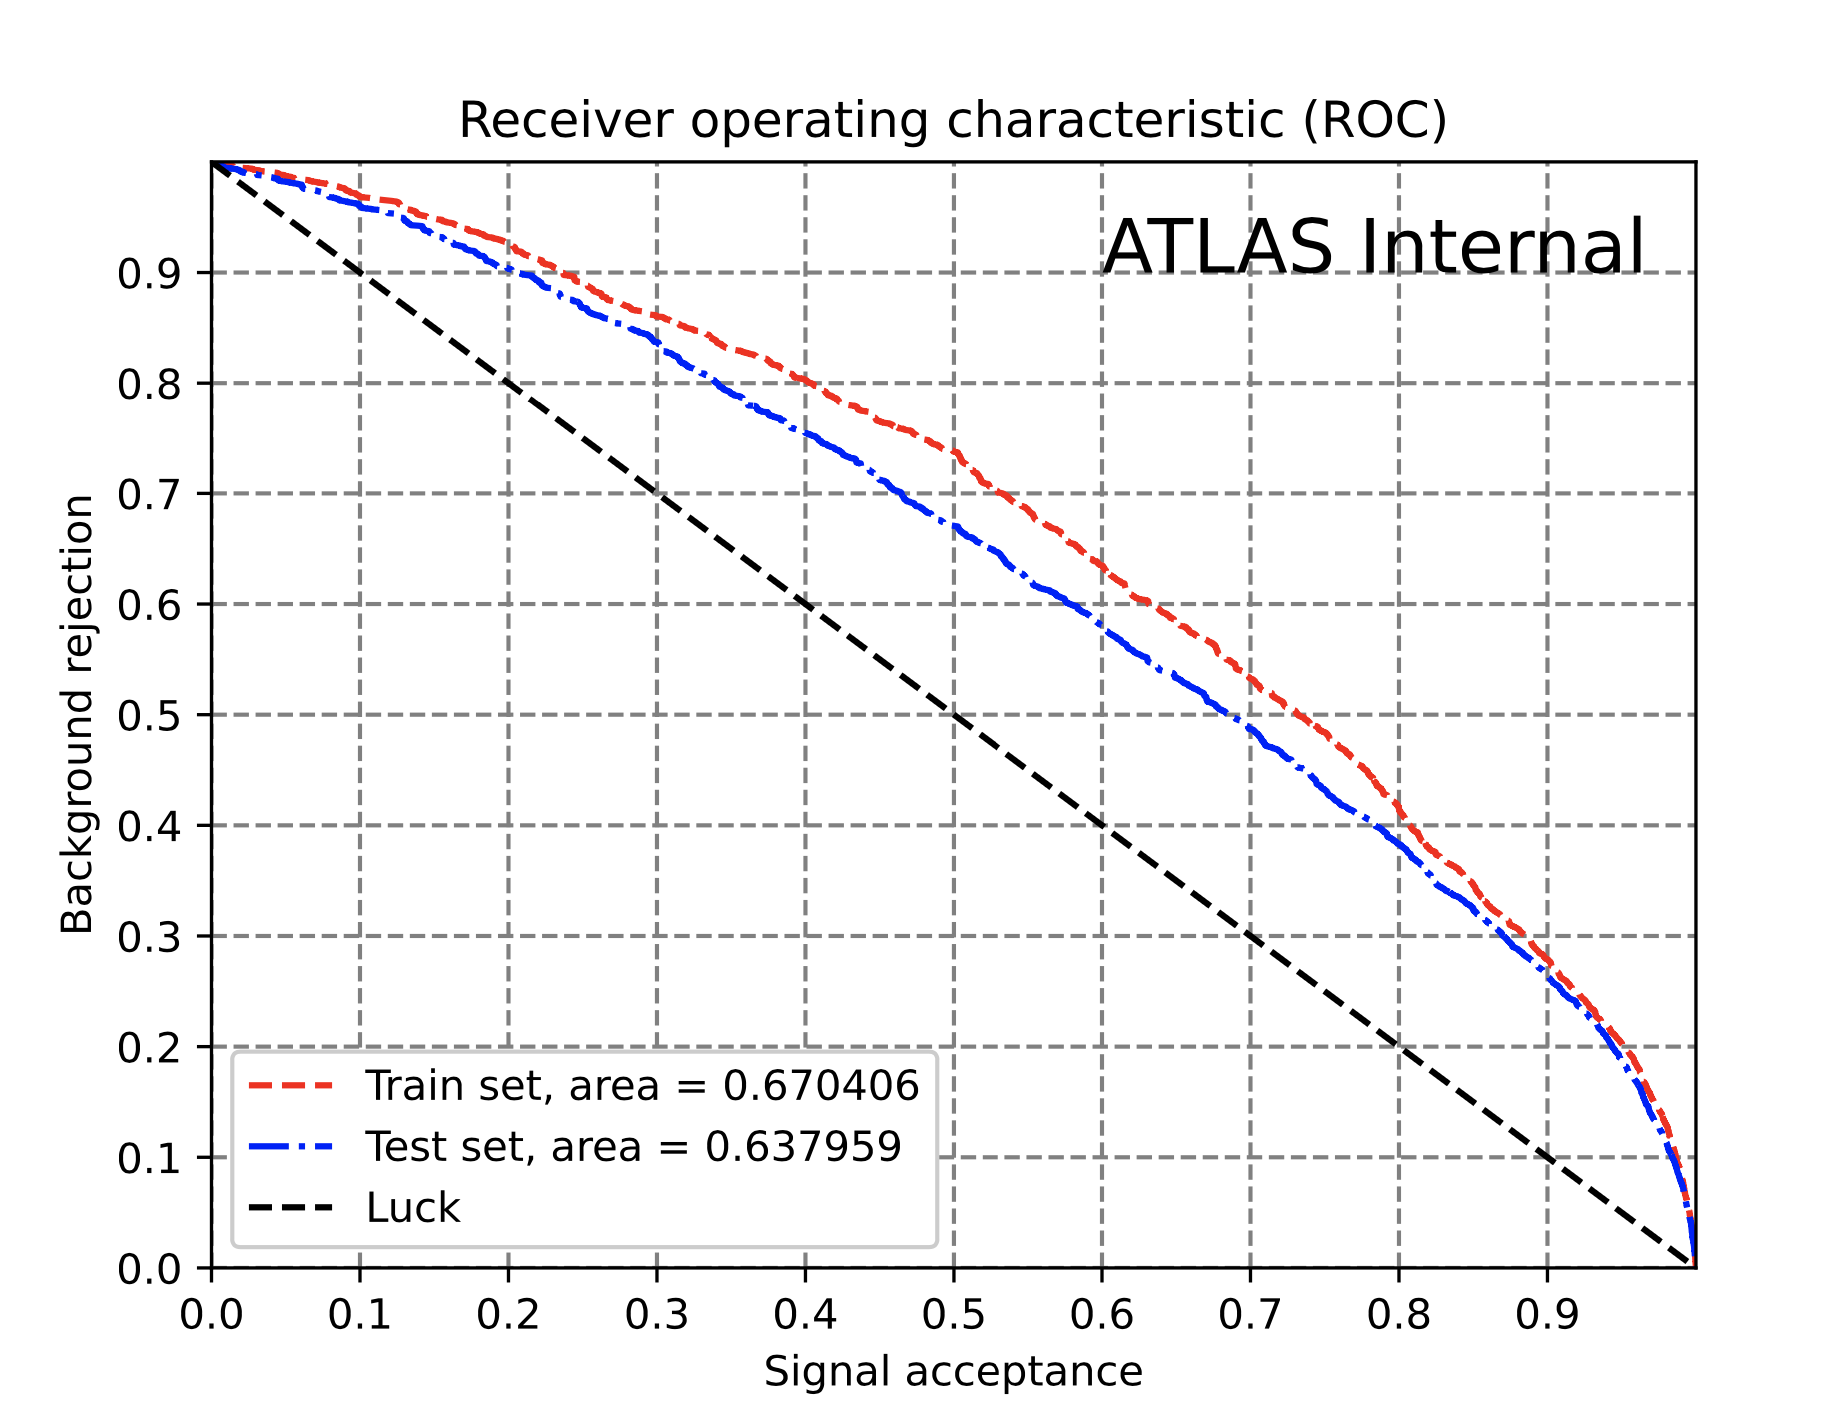 Receiver operating characteristic (ROC)
ATLAS Internal
Background rejection
0.9
0.8
0.7
0.6
0.5
0.4
0.3
0.2
0.1
0.0
Train set, area = 0.670406
Test set, area = 0.637959
Luck
0.0 0.1 0.2 0.3 0.4 0.5 0.6 0.7 0.8 0.9
Signal acceptance